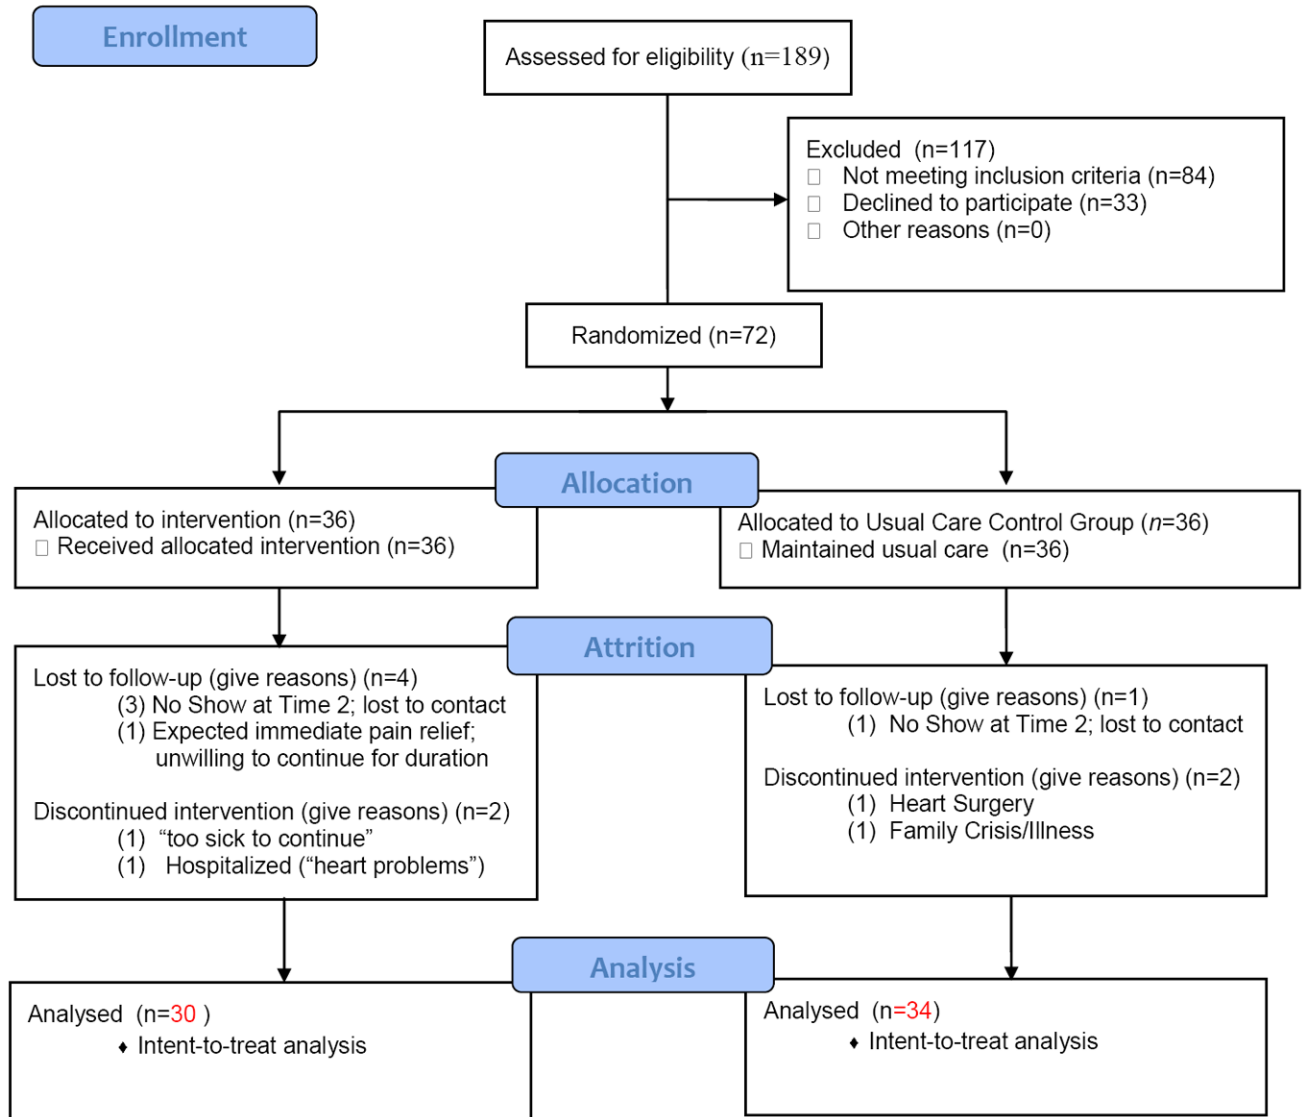 Enrollment
Assessed for eligibility (n=189)
Excluded (n=117)
Not meeting inclusion criteria (n=84)
Declined to participate (n=33)
Other reasons (n=0)
Randomized (n=72)
Allocation
Allocated to intervention (n=36)
Received allocated intervention (n=36)
Allocated to Usual Care Control Group (n=36)
Maintained usual care (n=36)
Attrition
Lost to follow-up (give reasons) (n=4)
(3) No Show at Time 2; lost to contact
(1) Expected immediate pain relief;
unwilling to continue for duration
Discontinued intervention (give reasons) (n=2)
(1) “too sick to continue”
(1) Hospitalized (“heart problems”)
Lost to follow-up (give reasons) (n=1)
(1) No Show at Time 2; lost to contact
Discontinued intervention (give reasons) (n=2)
(1) Heart Surgery
(1) Family Crisis/Illness
Analysis
Analysed (n=30 )
♦ Intent-to-treat analysis
Analysed (n=34)
♦ Intent-to-treat analysis